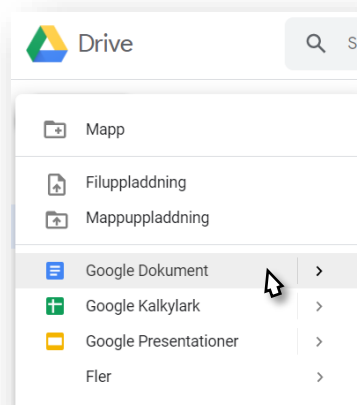 Drive
S
Mapp
Filuppladdning
Mappuppladdning
Google Dokument
Google Kalkylark
Google Presentationer
Fler